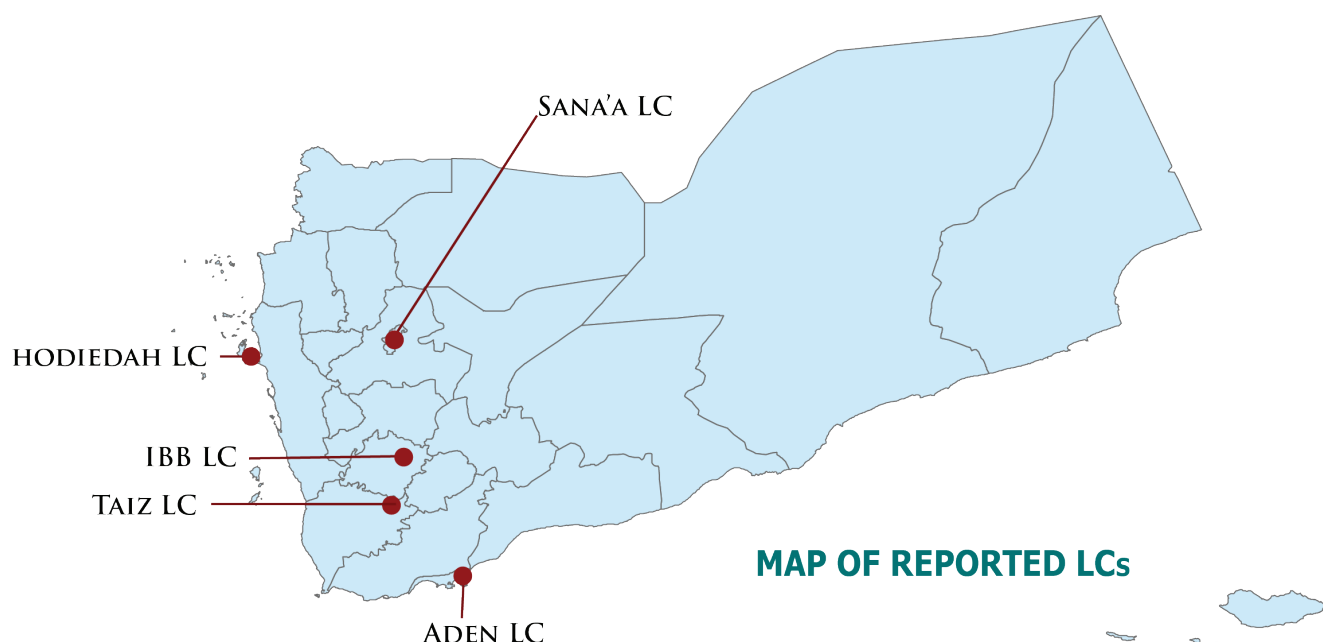 SANA'A LC
HODIEDAH LC
IBB LC
TAIZ LC
MAP OF REPORTED LCs
ADEN LC